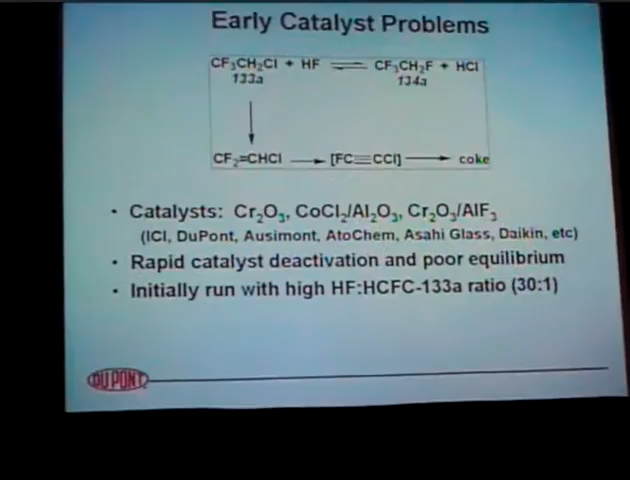 Early Catalyst Problems
CF₃CH₂Cl + HF ⇌ CF₃CH₂F + HCl
133a 134a
CF₂=CHCl → [FC≡CCl] → coke
• Catalysts: Cr₂O₃, CoCl₂/Al₂O₃, Cr₂O₃/AlF₃
(ICI, DuPont, Ausimont, AtoChem, Asahi Glass, Daikin, etc)
• Rapid catalyst deactivation and poor equilibrium
• Initially run with high HF:HCFC-133a ratio (30:1)
DUPONT